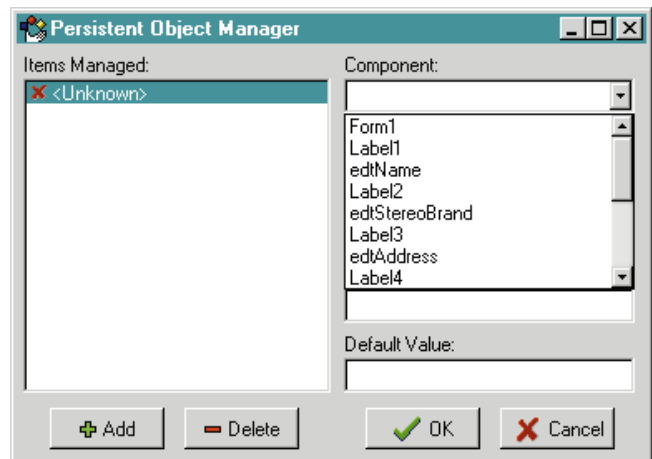 Persistent Object Manager
Items Managed:
<Unknown>
Component:
Form1
Label1
edtName
Label2
edtStereoBrand
Label3
edtAddress
Label4
Default Value:
Add
Delete
OK
Cancel